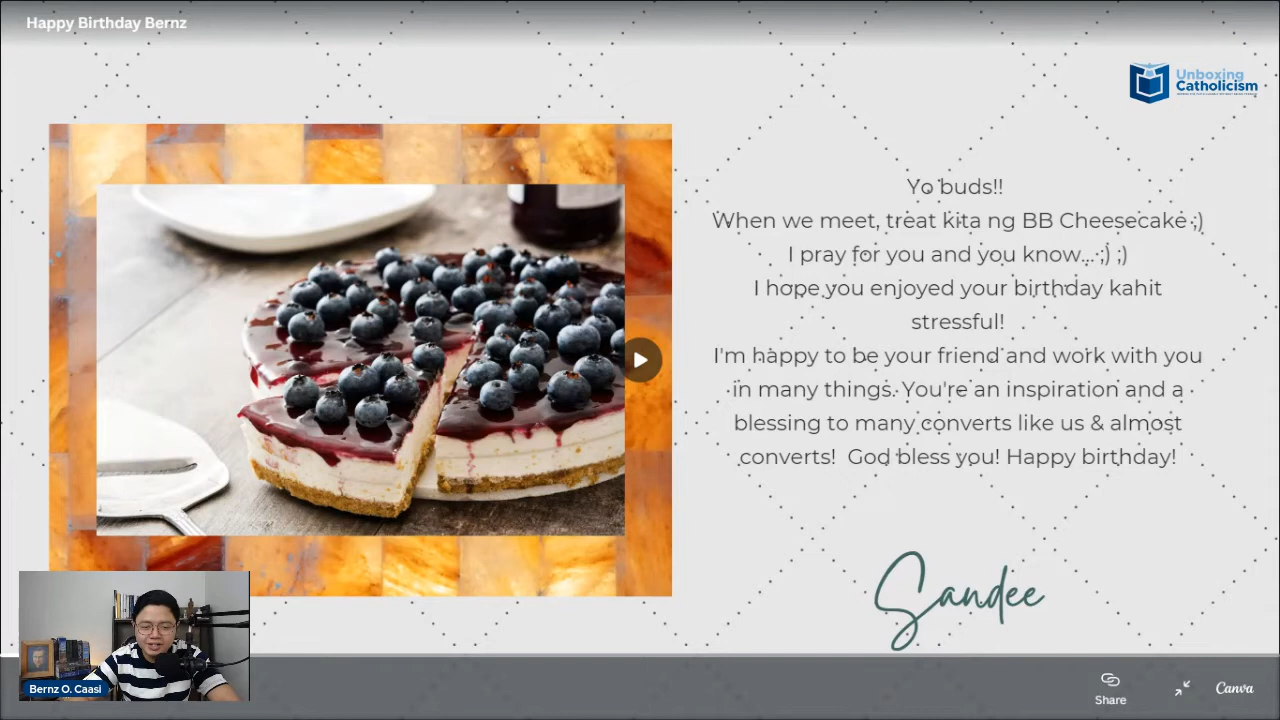 Happy Birthday Bernz
Unboxing
Catholicism
Yo buds!!
When we meet, treat kita ng BB Cheesecake ;)
I pray for you and you know... ;) ;)
I hope you enjoyed your birthday kahit
stressful!
I'm happy to be your friend and work with you
in many things. You're an inspiration and a
blessing to many converts like us & almost
converts!  God bless you! Happy birthday!
Sandee
Bernz O. Caasi
Share
Canva